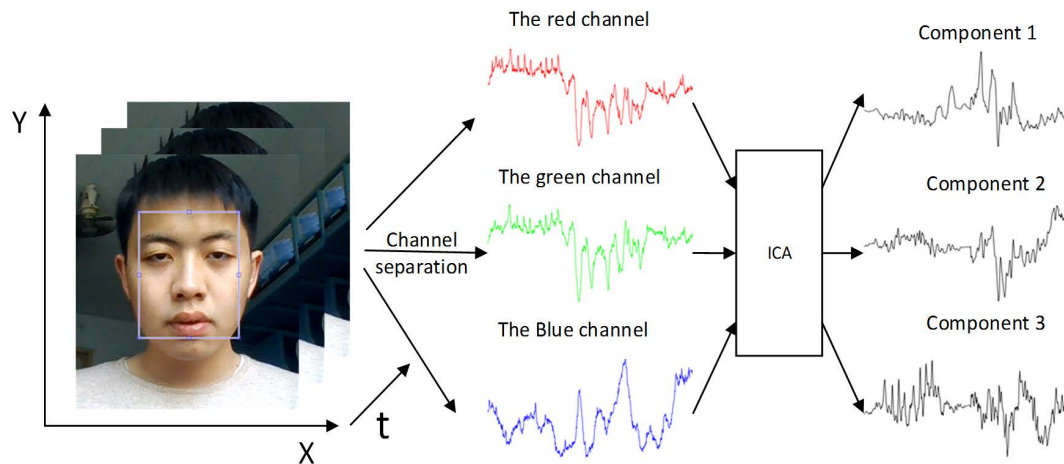 Y
X
t
Channel
separation
The red channel
The green channel
The Blue channel
ICA
Component 1
Component 2
Component 3